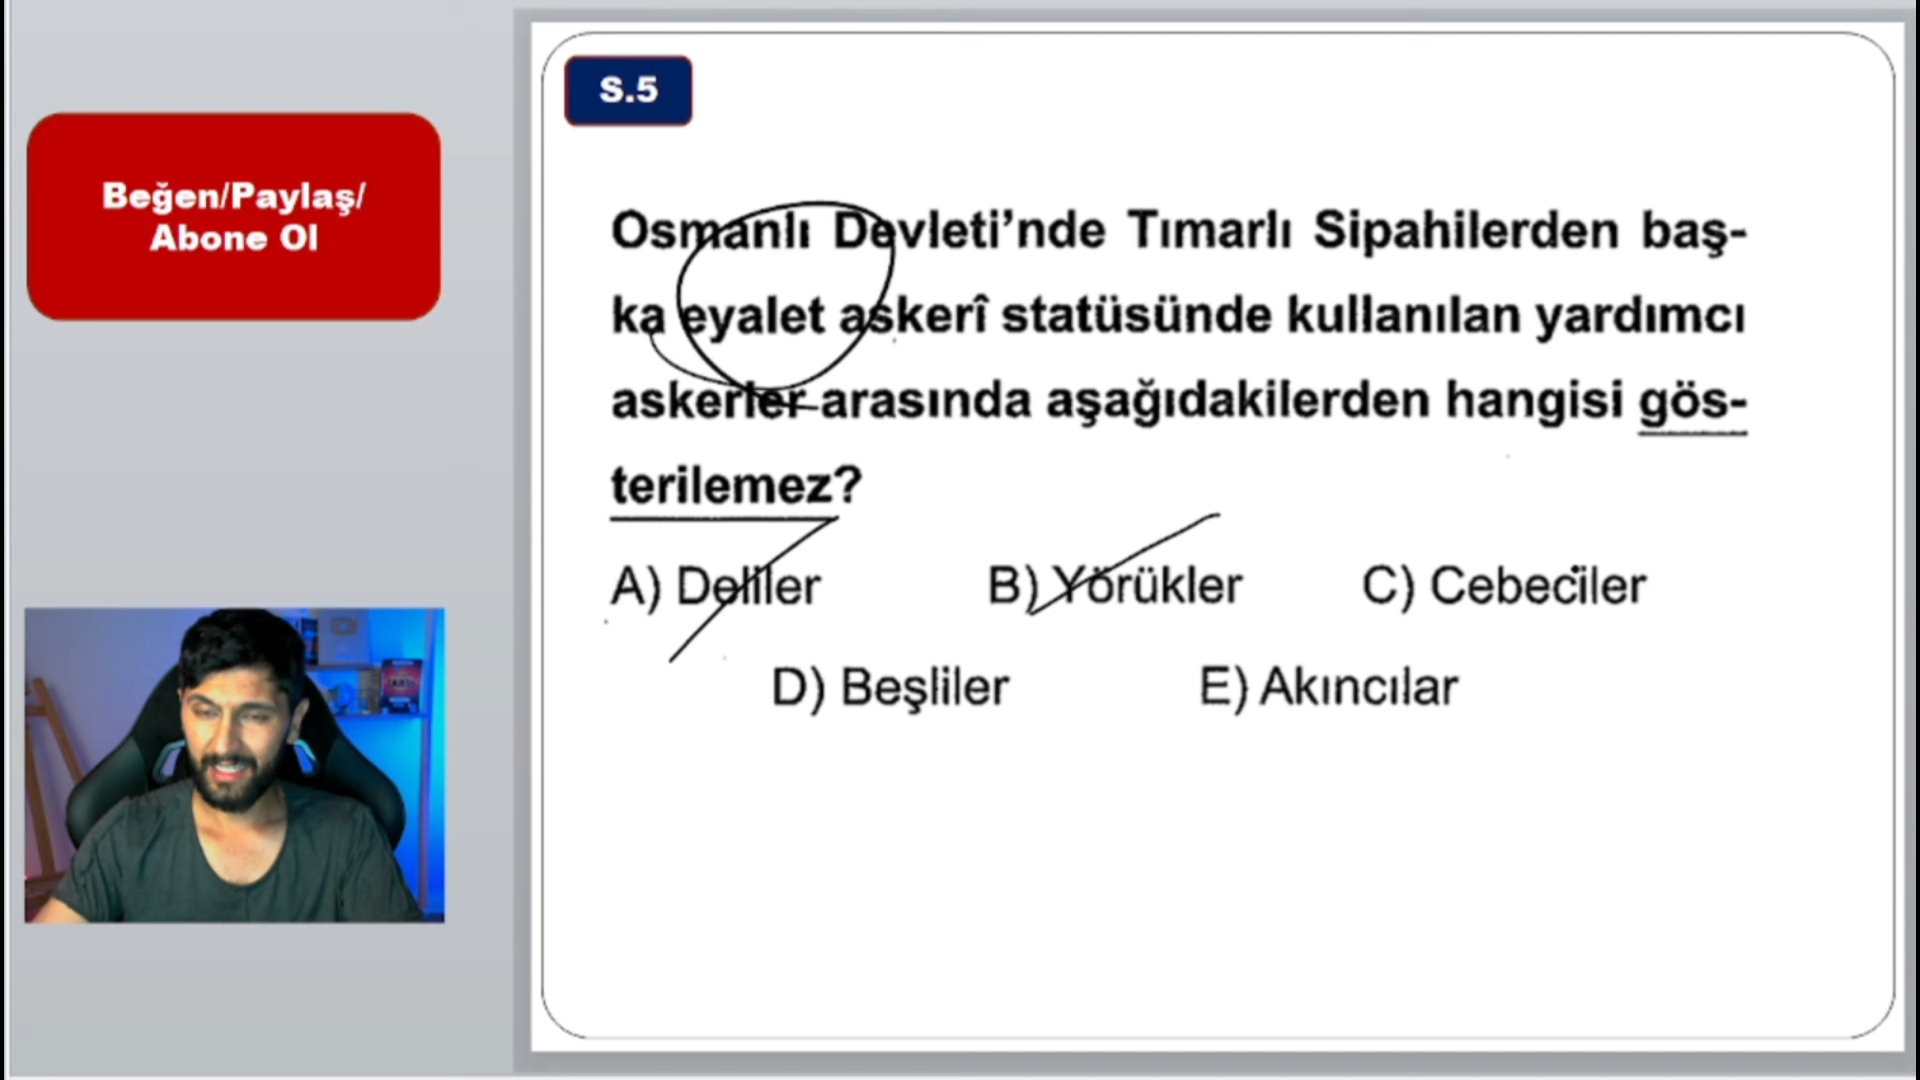 S.5
Beğen/Paylaş/
Abone Ol
Osmanlı Devleti'nde Tımarlı Sipahilerden baş-
ka eyalet askerî statüsünde kullanılan yardımcı
askerler arasında aşağıdakilerden hangisi gös-
terilemez?
A) Deliler B) Yörükler C) Cebeciler
D) Beşliler E) Akıncılar